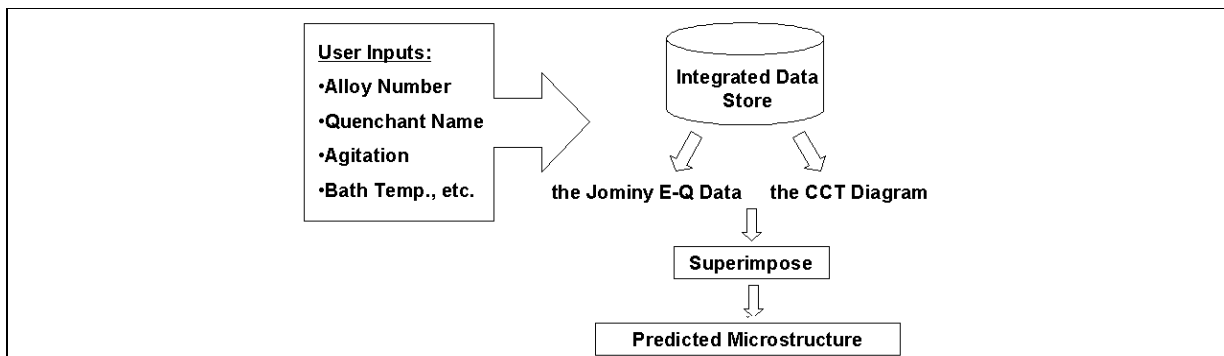 User Inputs:
•Alloy Number
•Quenchant Name
•Agitation
•Bath Temp., etc.
Integrated Data
Store
the Jominy E-Q Data
the CCT Diagram
Superimpose
Predicted Microstructure